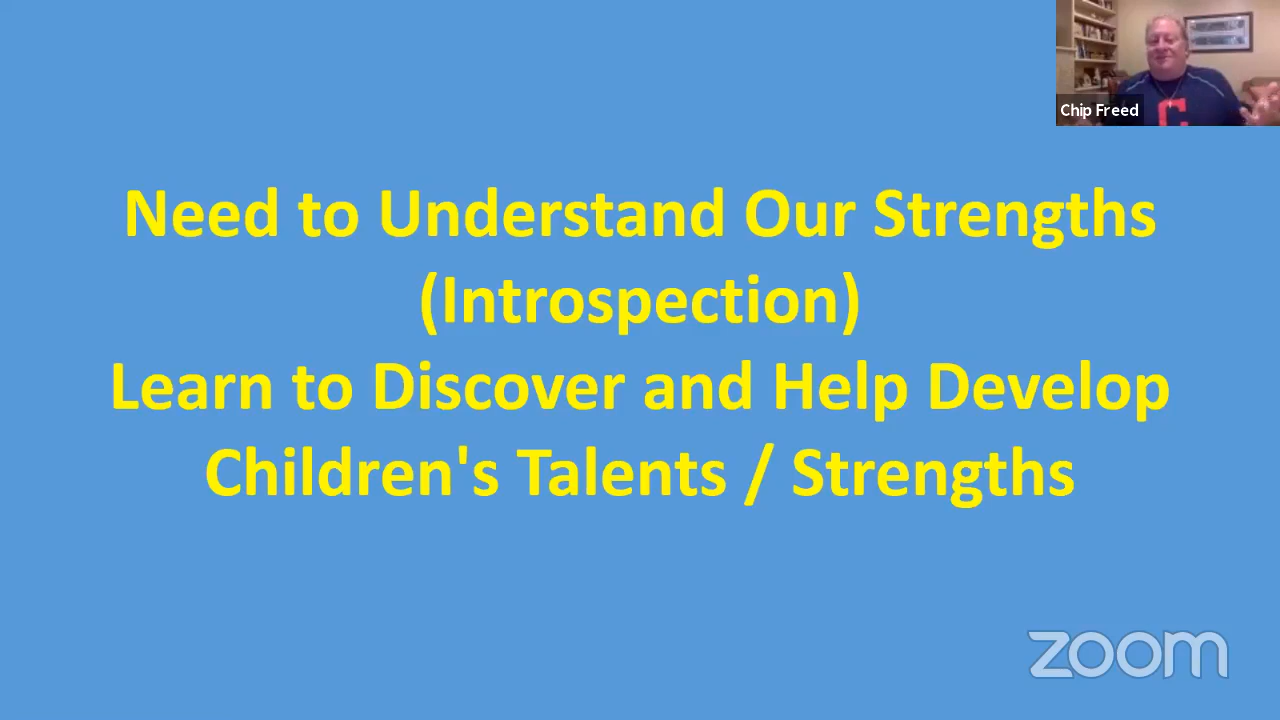 Chip Freed
C
Need to Understand Our Strengths
(Introspection)
Learn to Discover and Help Develop
Children's Talents / Strengths
zoom